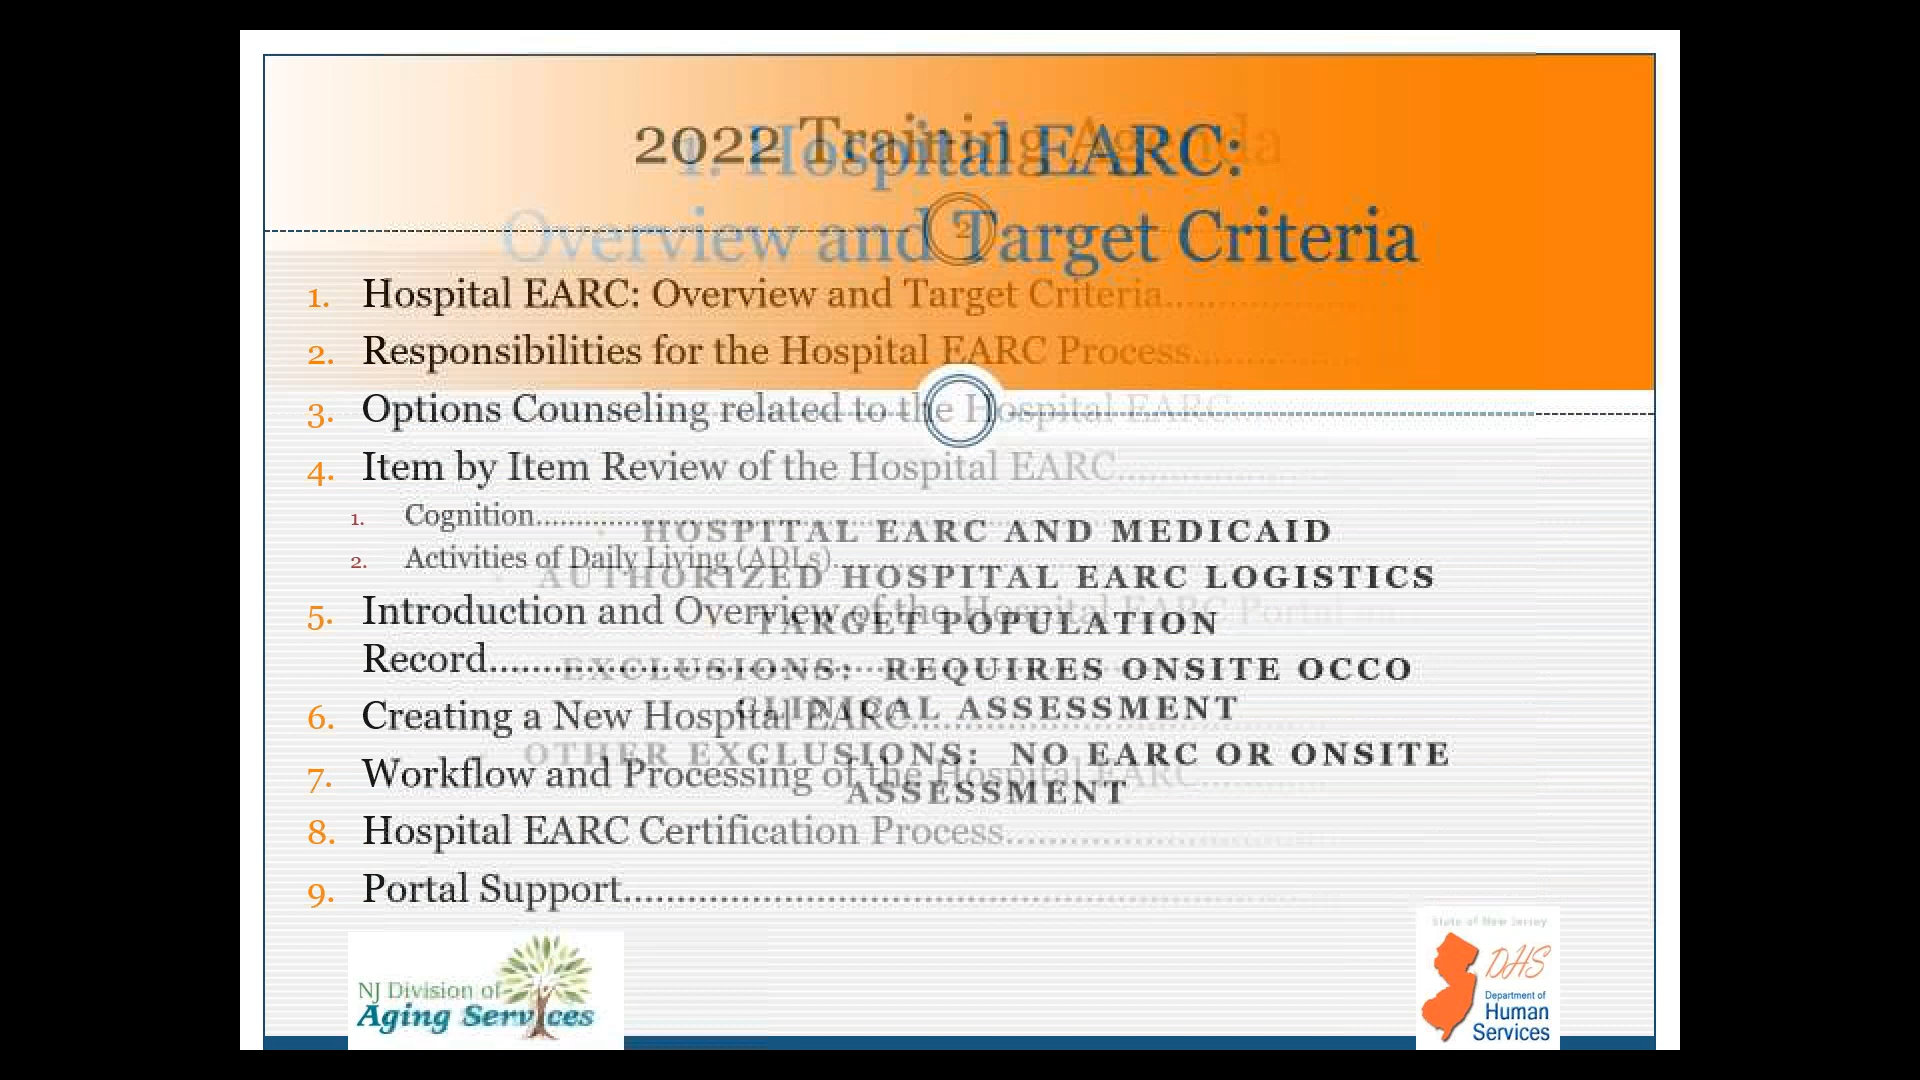 2022 Training Agenda
1. Hospital EARC:
Overview and Target Criteria
2
1. Hospital EARC: Overview and Target Criteria
2. Responsibilities for the Hospital EARC Process
3. Options Counseling related to the Hospital EARC
4. Item by Item Review of the Hospital EARC
1. Cognition
2. Activities of Daily Living (ADLs)
5. Introduction and Overview of the Hospital EARC Portal
Record
6. Creating a New Hospital EARC
7. Workflow and Processing of the Hospital EARC
8. Hospital EARC Certification Process
9. Portal Support
HOSPITAL EARC AND MEDICAID
AUTHORIZED HOSPITAL EARC LOGISTICS
TARGET POPULATION
EXCLUSIONS: REQUIRES ONSITE OCCO
CLINICAL ASSESSMENT
OTHER EXCLUSIONS: NO EARC OR ONSITE
ASSESSMENT
NJ Division of
Aging Services
State of New Jersey
DHS
Department of
Human
Services